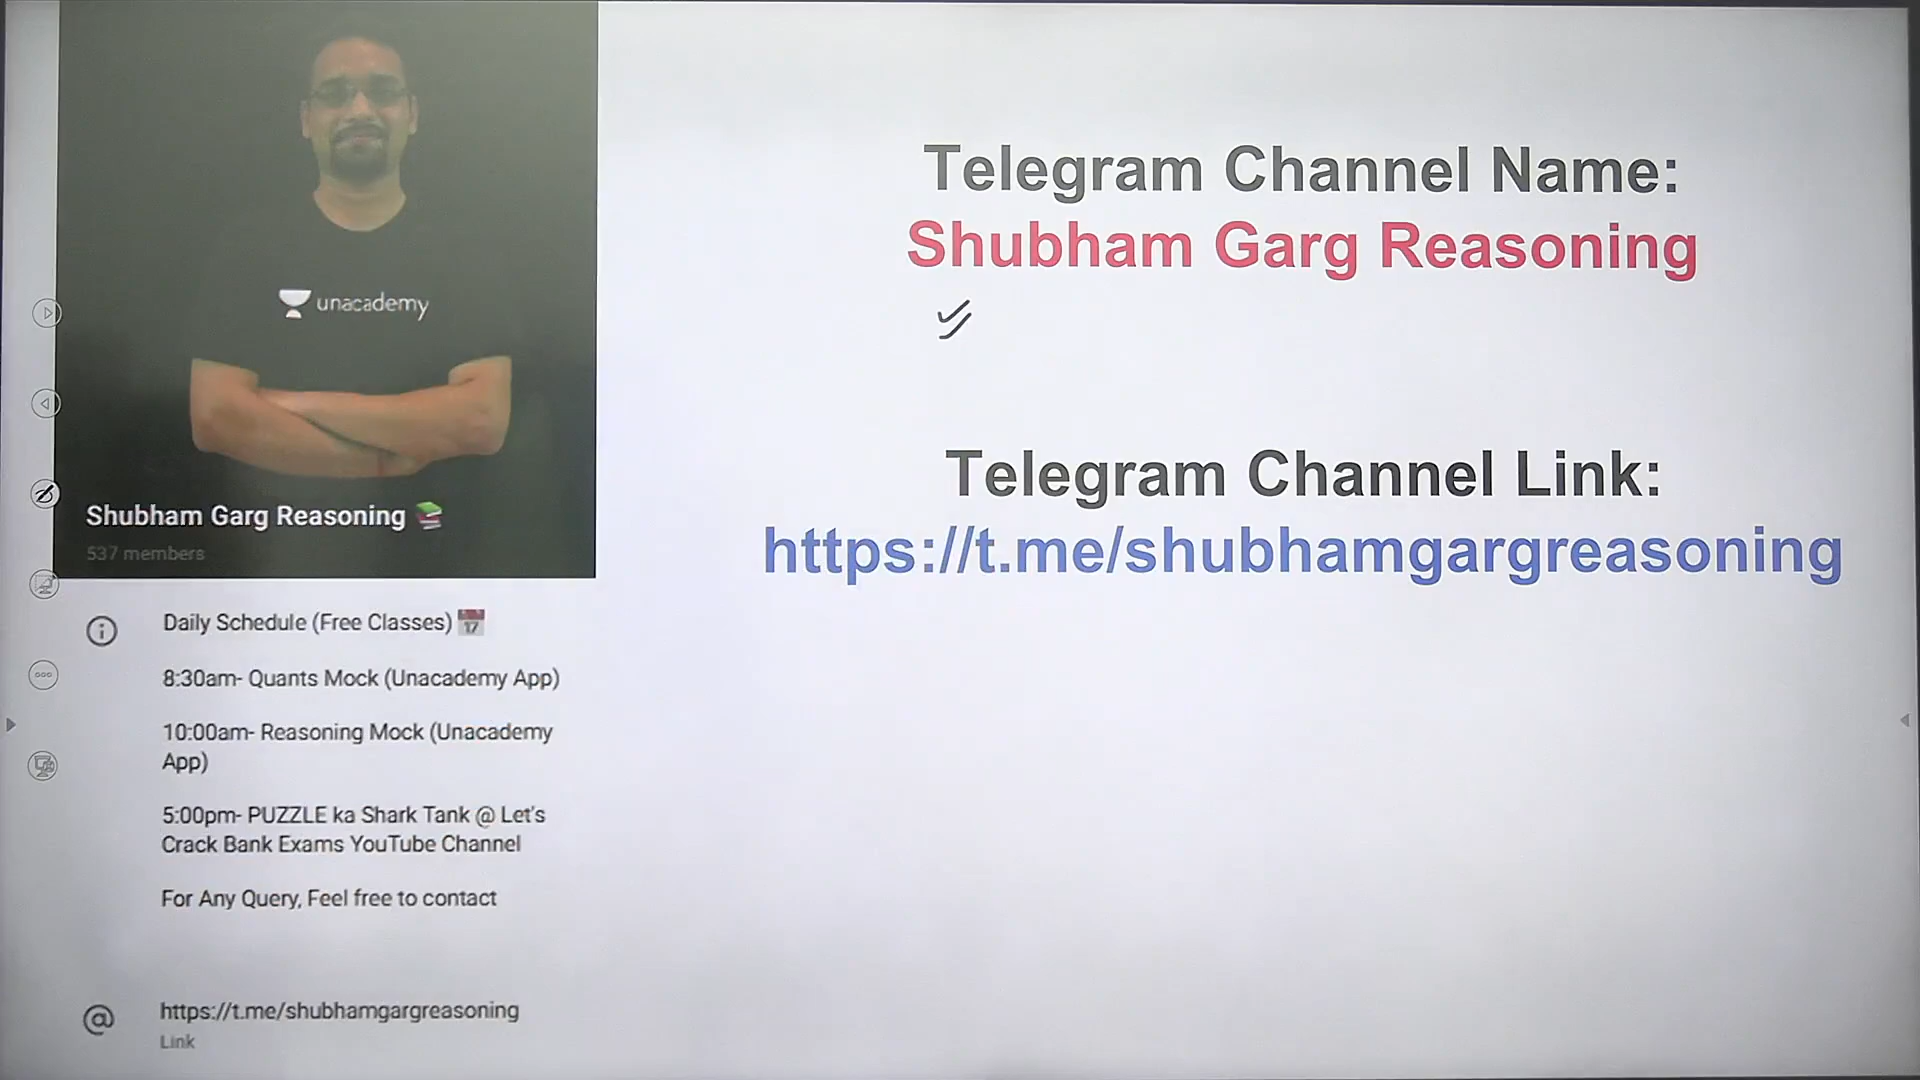 unacademy
Shubham Garg Reasoning
537 members
Daily Schedule (Free Classes)
17
8:30am- Quants Mock (Unacademy App)
10:00am- Reasoning Mock (Unacademy
App)
5:00pm- PUZZLE ka Shark Tank @ Let's
Crack Bank Exams YouTube Channel
For Any Query, Feel free to contact
https://t.me/shubhamgargreasoning
Link
Telegram Channel Name:
Shubham Garg Reasoning
Telegram Channel Link:
https://t.me/shubhamgargreasoning